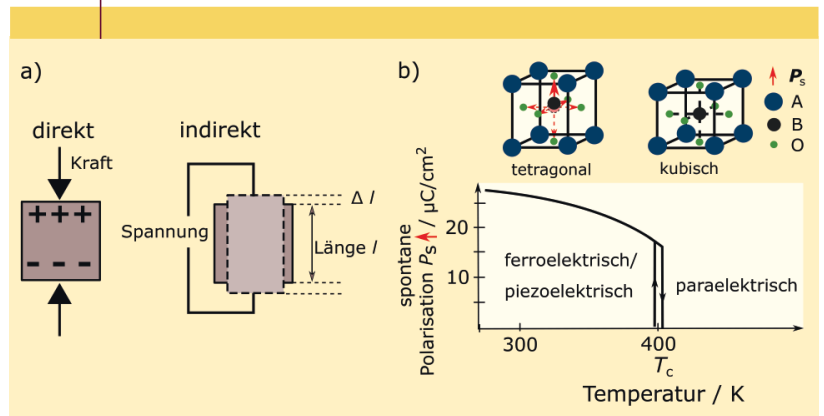 a)
direkt
indirekt
Kraft
+ + +
- - -
Spannung
Δ l
Länge l
b)
Ps
A
B
O
tetragonal
kubisch
spontane
Polarisation Ps / µC/cm²
20
10
ferroelektrisch/
piezoelektrisch
paraelektrisch
300
400
Tc
Temperatur / K